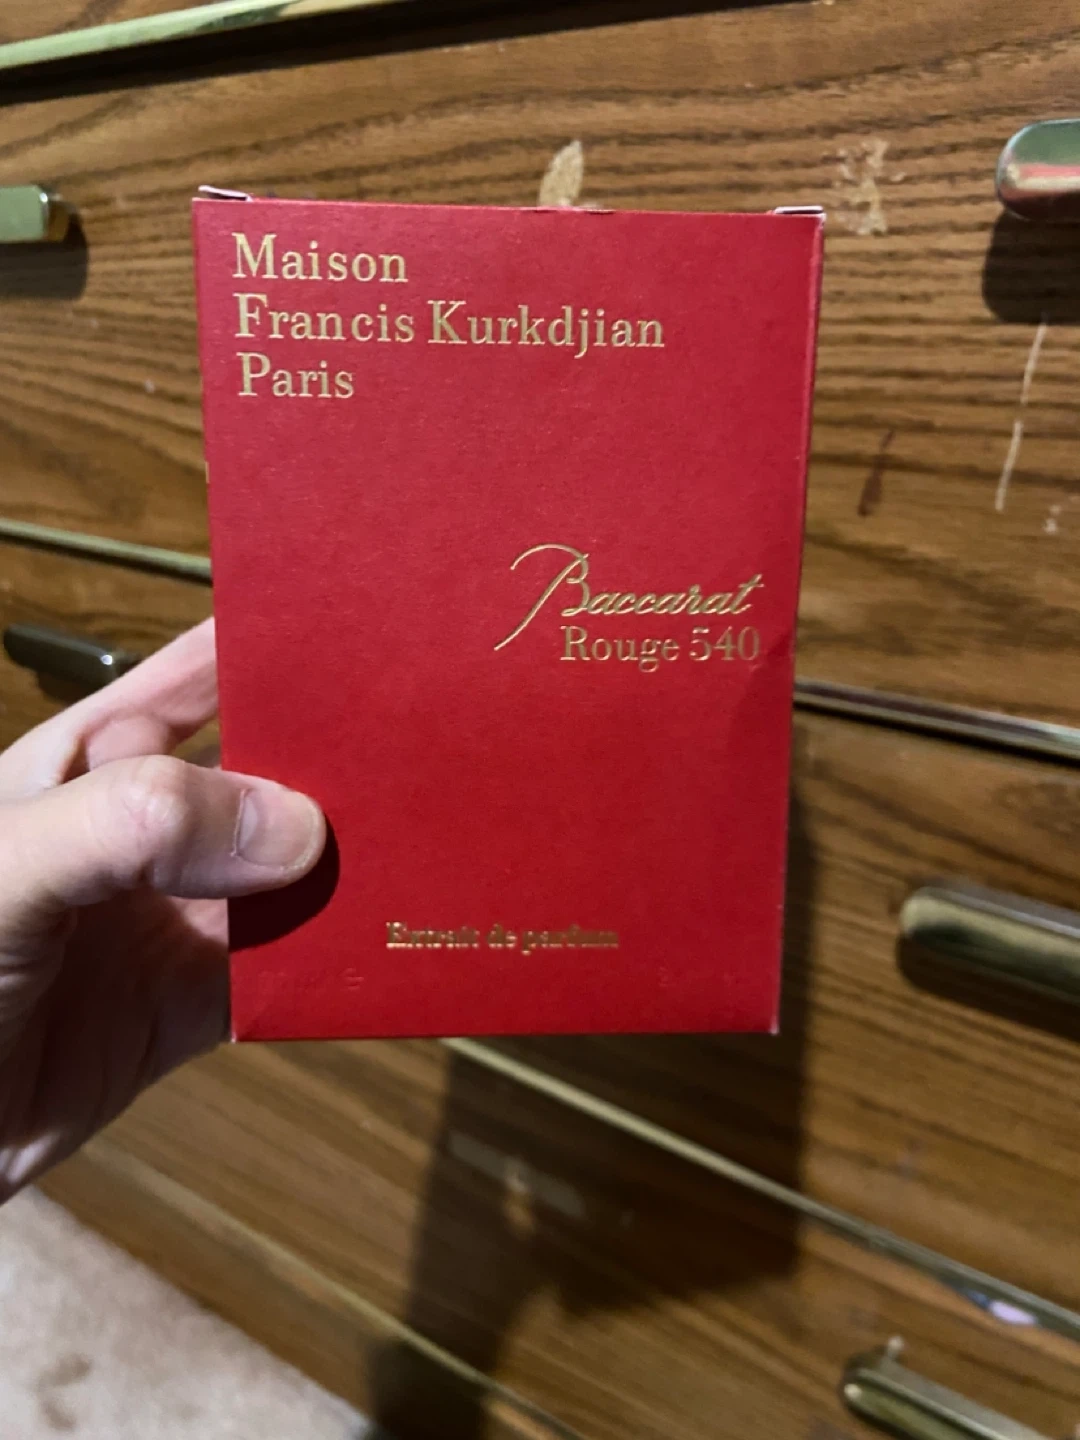 Maison
Francis Kurkdjian
Paris
Baccarat
Rouge 540
Extrait de parfum